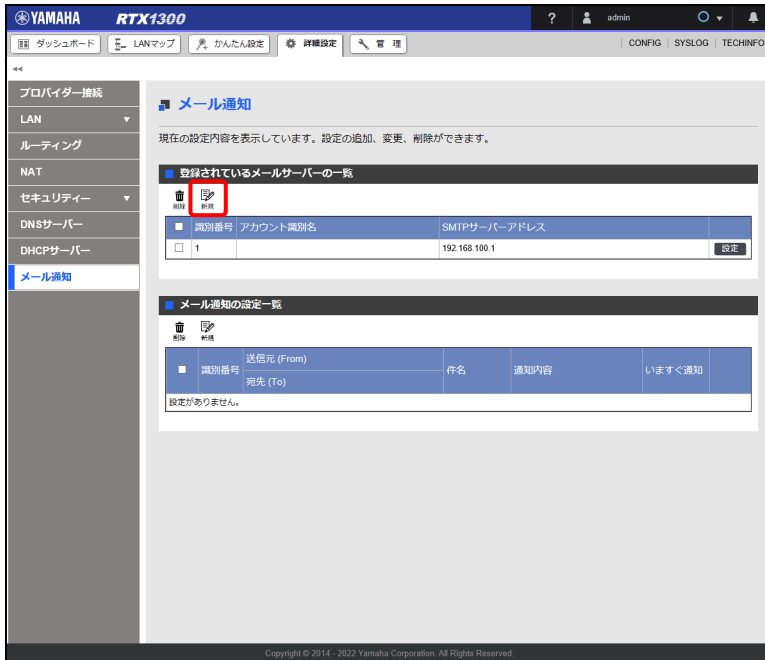 YAMAHA RTX1300 ? admin
ダッシュボード LANマップ かんたん設定 詳細設定 管 理 CONFIG SYSLOG TECHINFO
プロバイダー接続
LAN
ルーティング
NAT
セキュリティー
DNSサーバー
DHCPサーバー
メール通知
メール通知
現在の設定内容を表示しています。設定の追加、変更、削除ができます。
登録されているメールサーバーの一覧
削除 新規
識別番号 アカウント識別名 SMTPサーバーアドレス
1 192.168.100.1 設定
メール通知の設定一覧
削除 新規
識別番号 送信元 (From) 件名 通知内容 いますぐ通知
宛先 (To)
設定がありません。
Copyright © 2014 - 2022 Yamaha Corporation. All Rights Reserved.